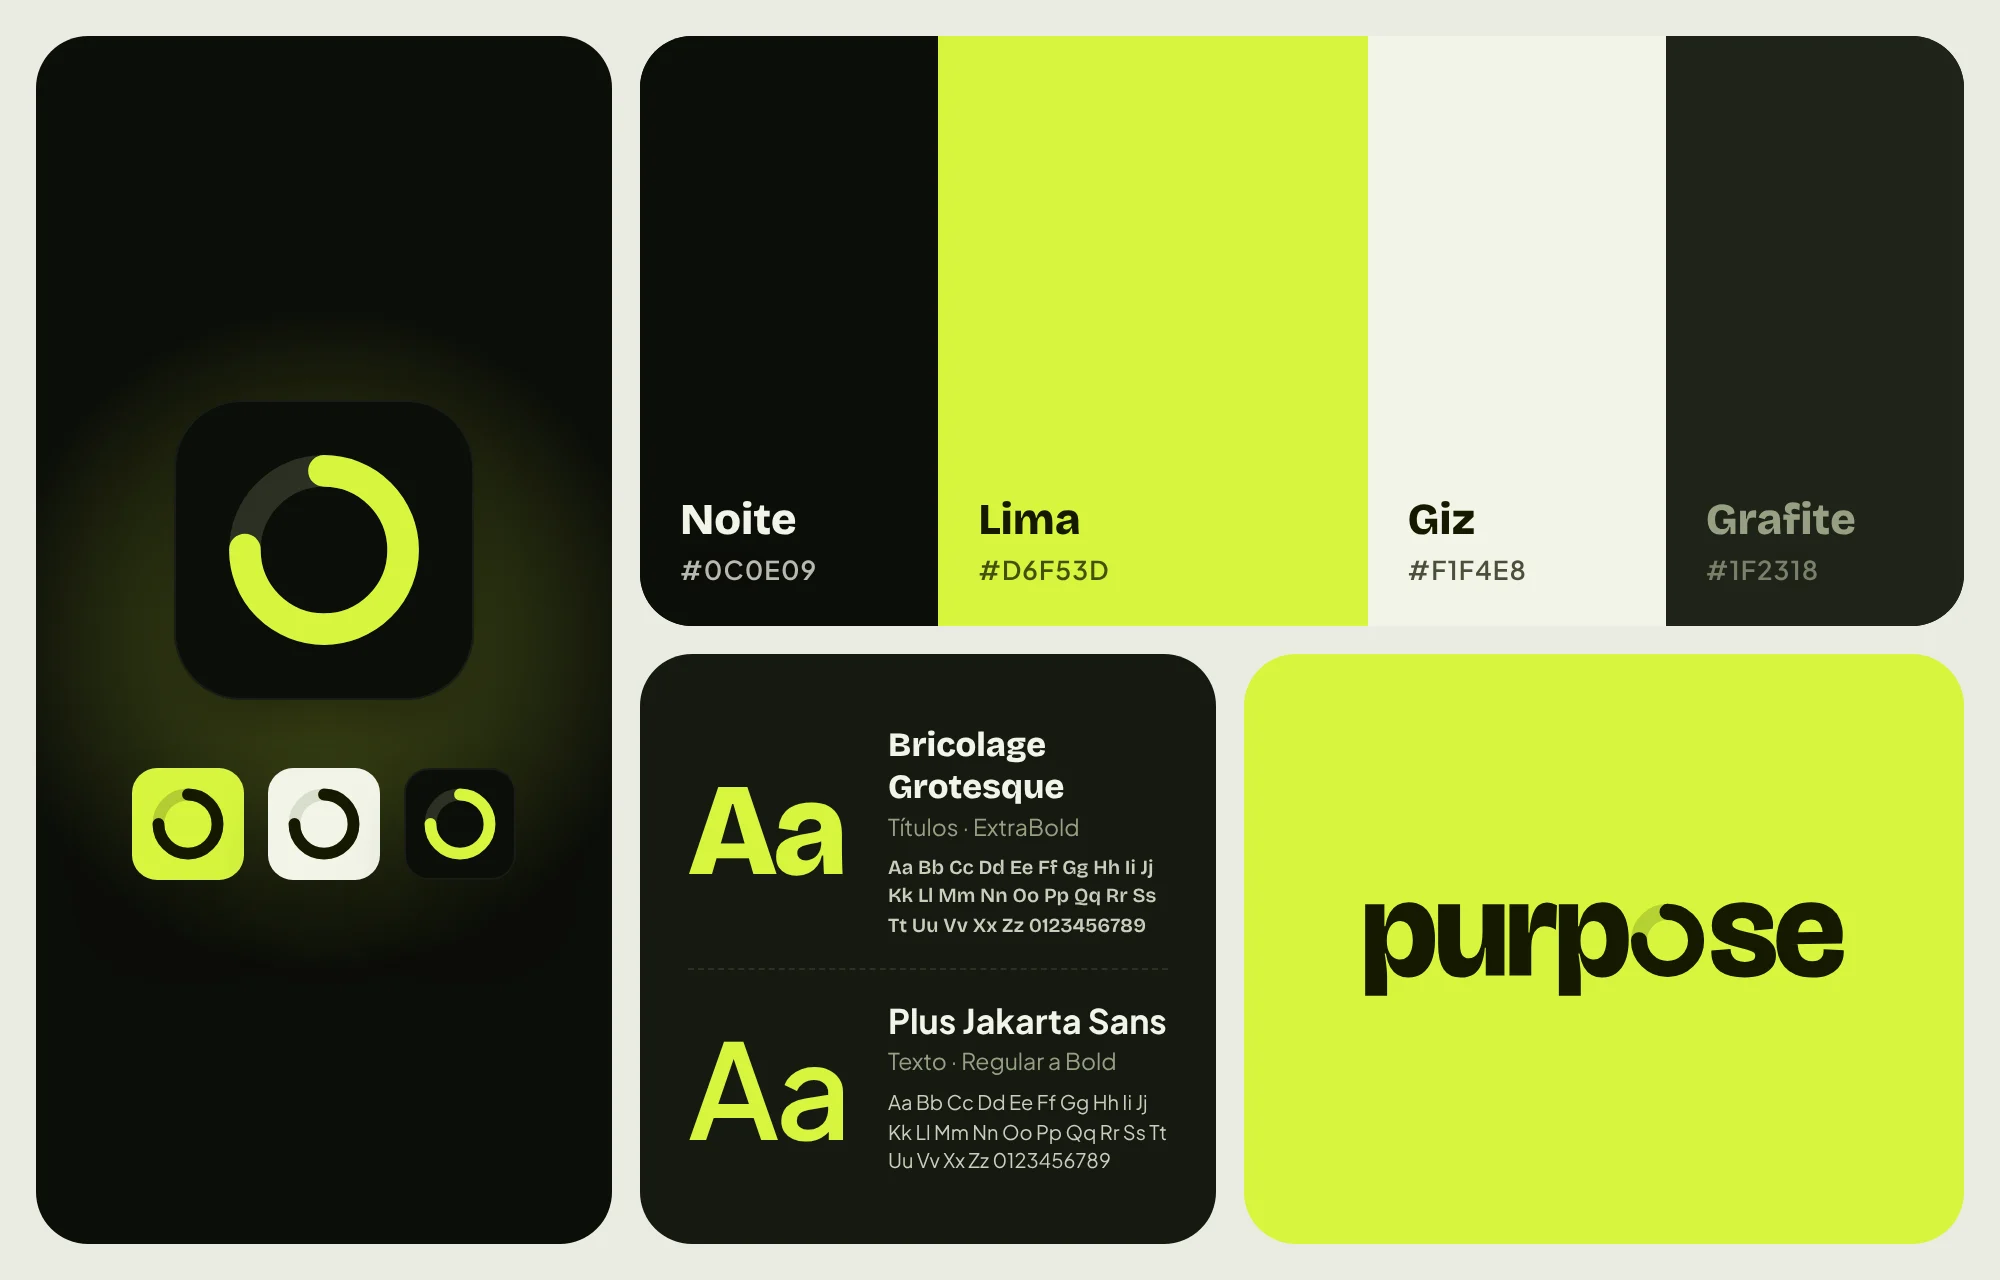 Noite
#0C0E09
Lima
#D6F53D
Giz
#F1F4E8
Grafite
#1F2318
Aa
Bricolage
Grotesque
Títulos · ExtraBold
Aa Bb Cc Dd Ee Ff Gg Hh Ii Jj
Kk Ll Mm Nn Oo Pp Qq Rr Ss
Tt Uu Vv Xx Zz 0123456789
Aa
Plus Jakarta Sans
Texto · Regular a Bold
Aa Bb Cc Dd Ee Ff Gg Hh Ii Jj
Kk Ll Mm Nn Oo Pp Qq Rr Ss Tt
Uu Vv Xx Zz 0123456789
purpose